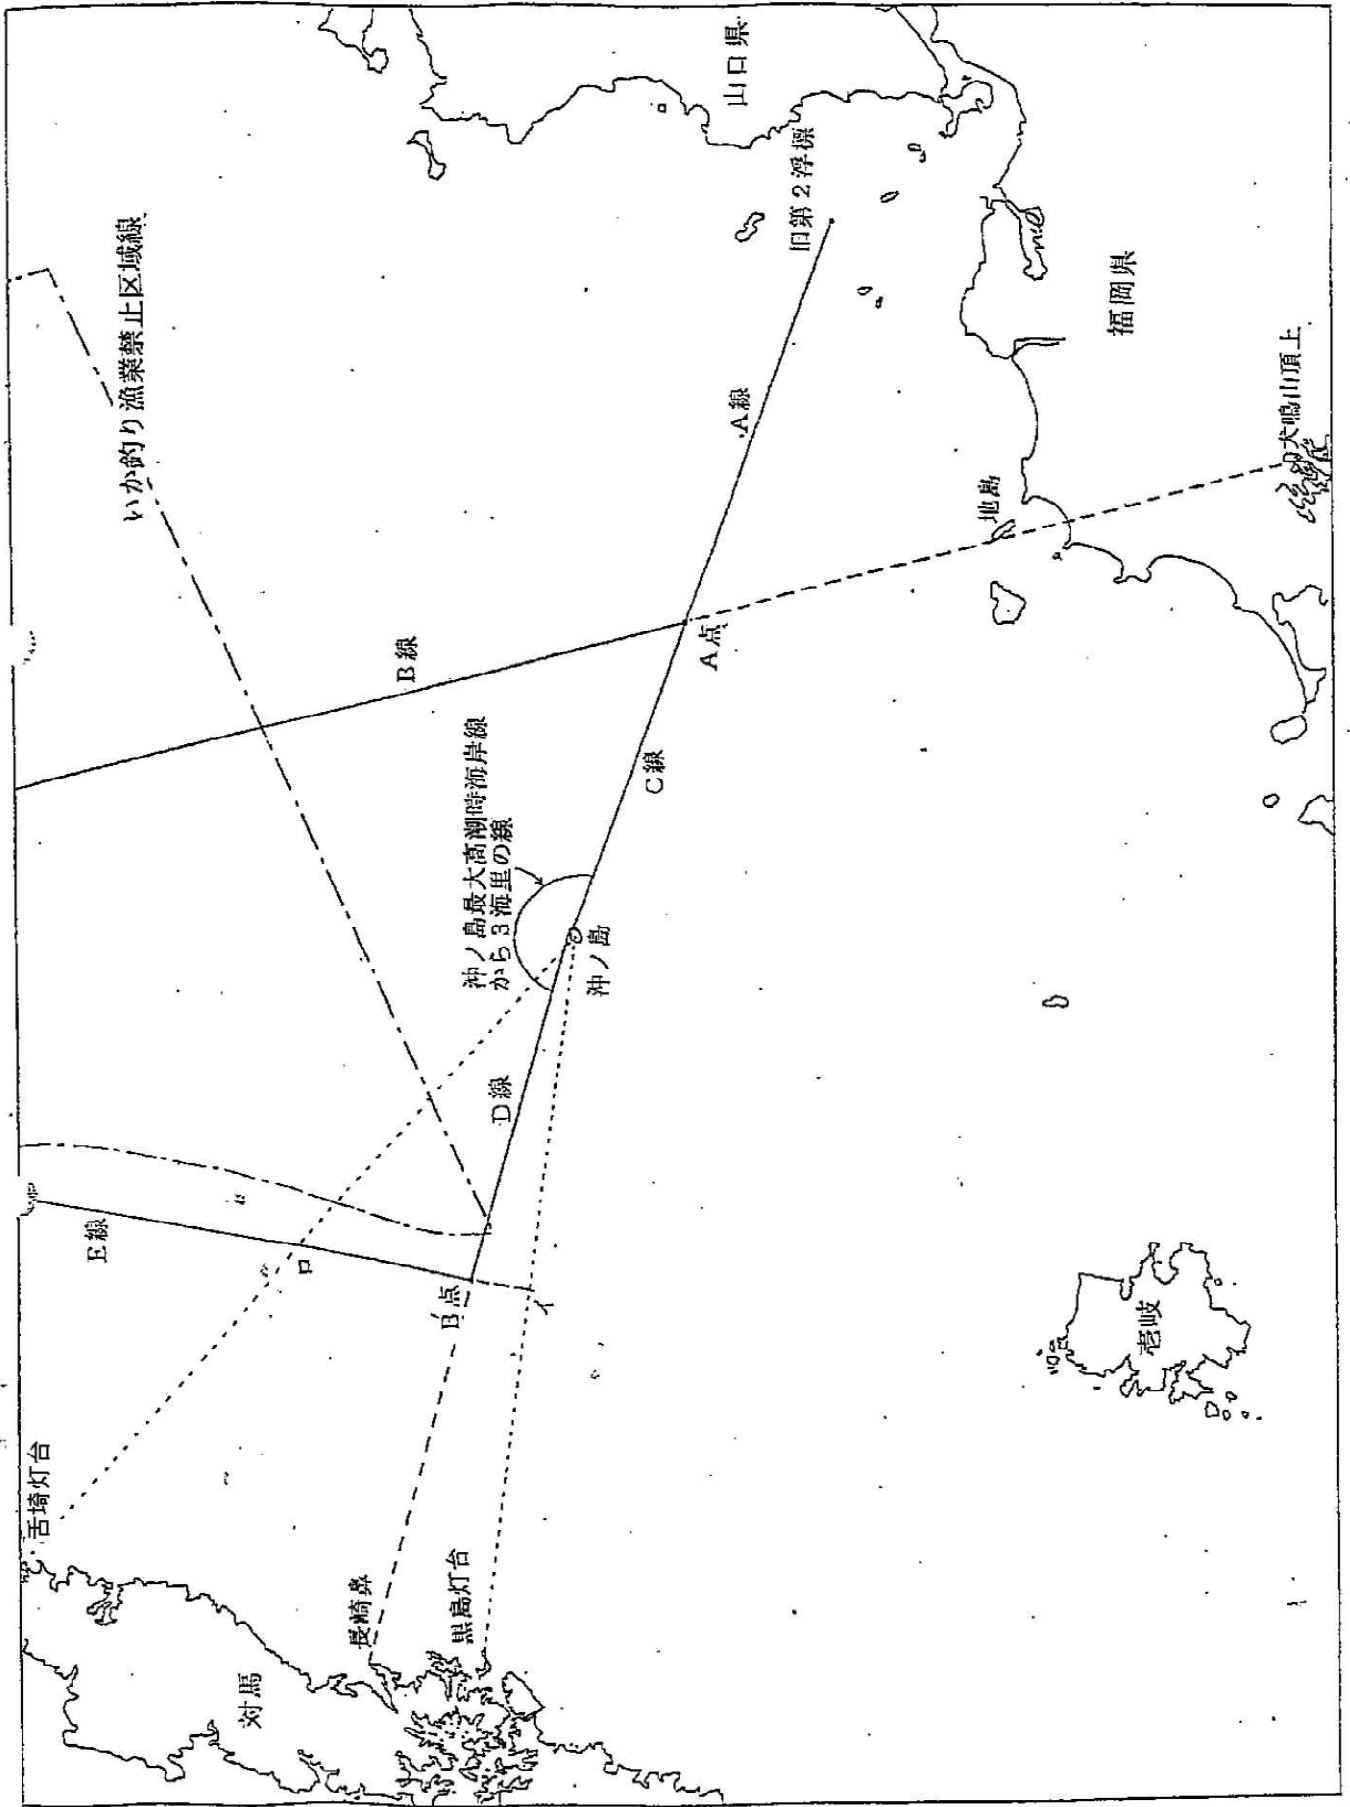 舌埼灯台
対馬
長崎鼻
黒島灯台
E線
B点
イ
ロ
D線
沖ノ島最大高潮時海岸線
から3海里の線
沖ノ島
いか釣り漁業禁止区域線
B線
C線
A点
A線
旧第2浮標
山口県
地島
福岡県
犬鳴山頂上
壱岐